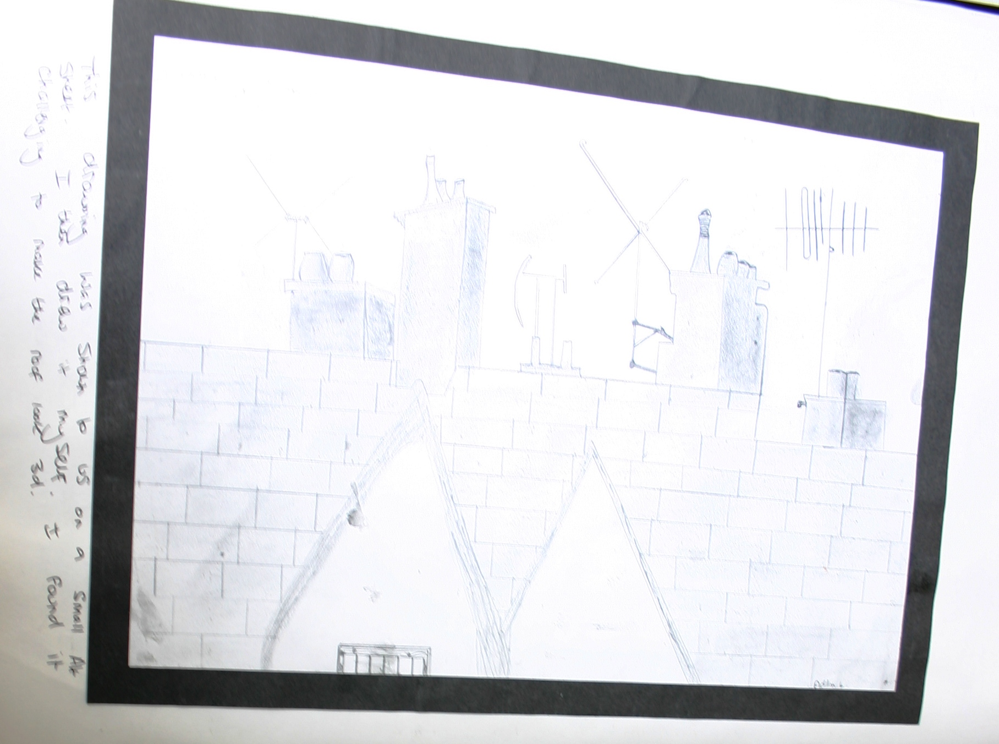 This drawing was shown to us on a small A4
sheet. I then drew it myself. I found it
challenging to make the roof look 3d.